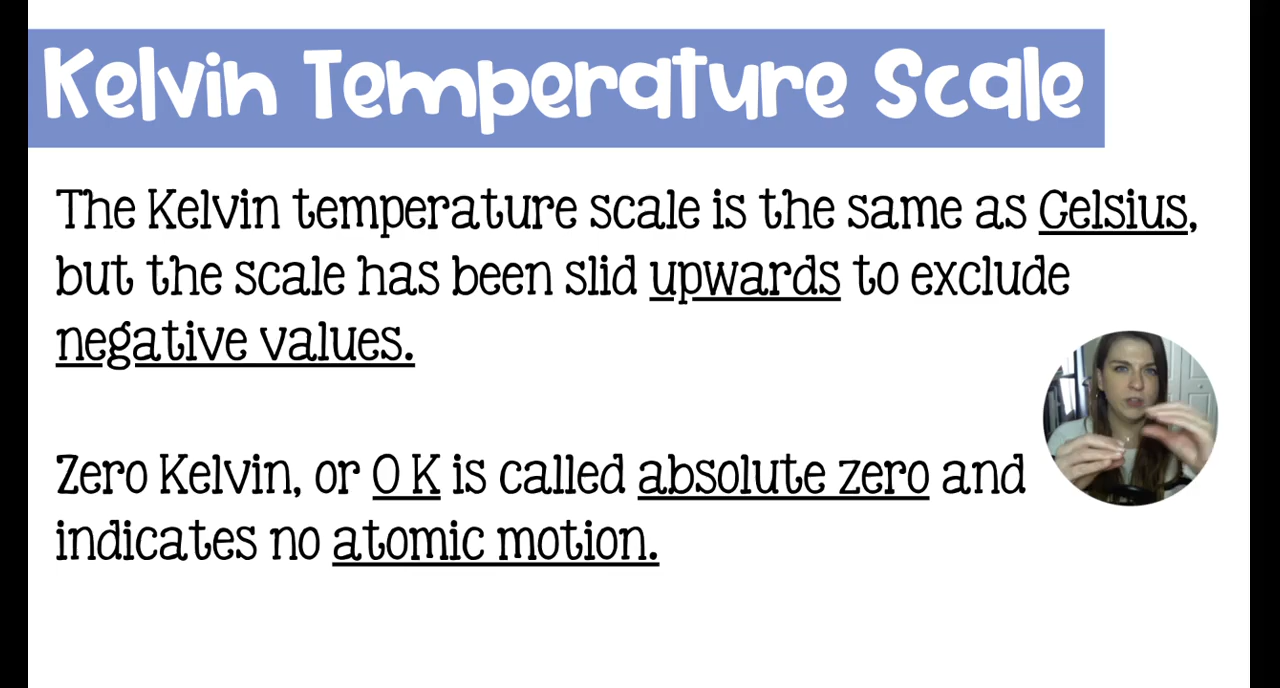 Kelvin Temperature Scale
The Kelvin temperature scale is the same as Celsius,
but the scale has been slid upwards to exclude
negative values.
Zero Kelvin, or 0 K is called absolute zero and
indicates no atomic motion.